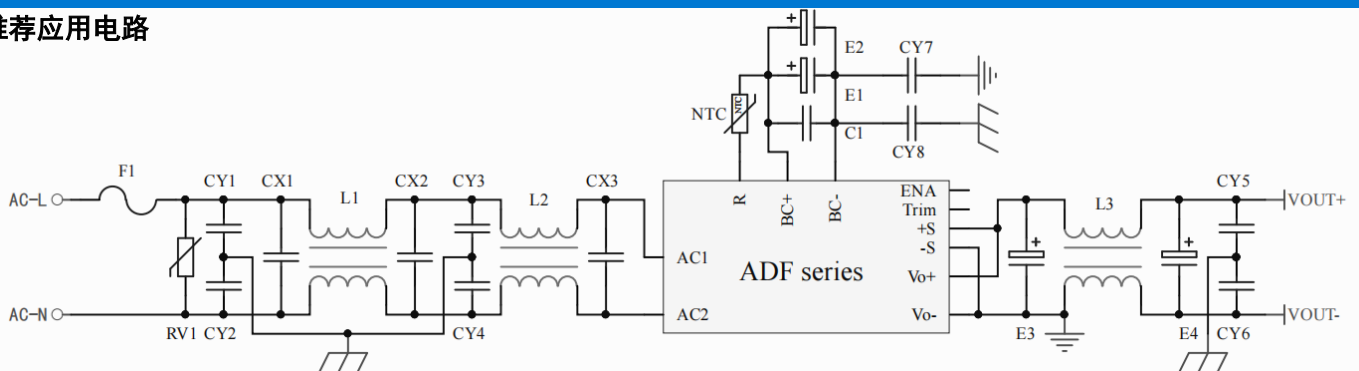 推荐应用电路
E2 CY7
E1
NTC NTC
C1
CY8
F1 CY1 CX1 L1 CX2 CY3 L2 CX3 R BC+ BC- ENA CY5
AC-L Trim L3 VOUT+
+S
-S
AC1 ADF series Vo+
AC-N AC2 Vo- VOUT-
RV1 CY2 CY4 E3 E4 CY6
+ + + +